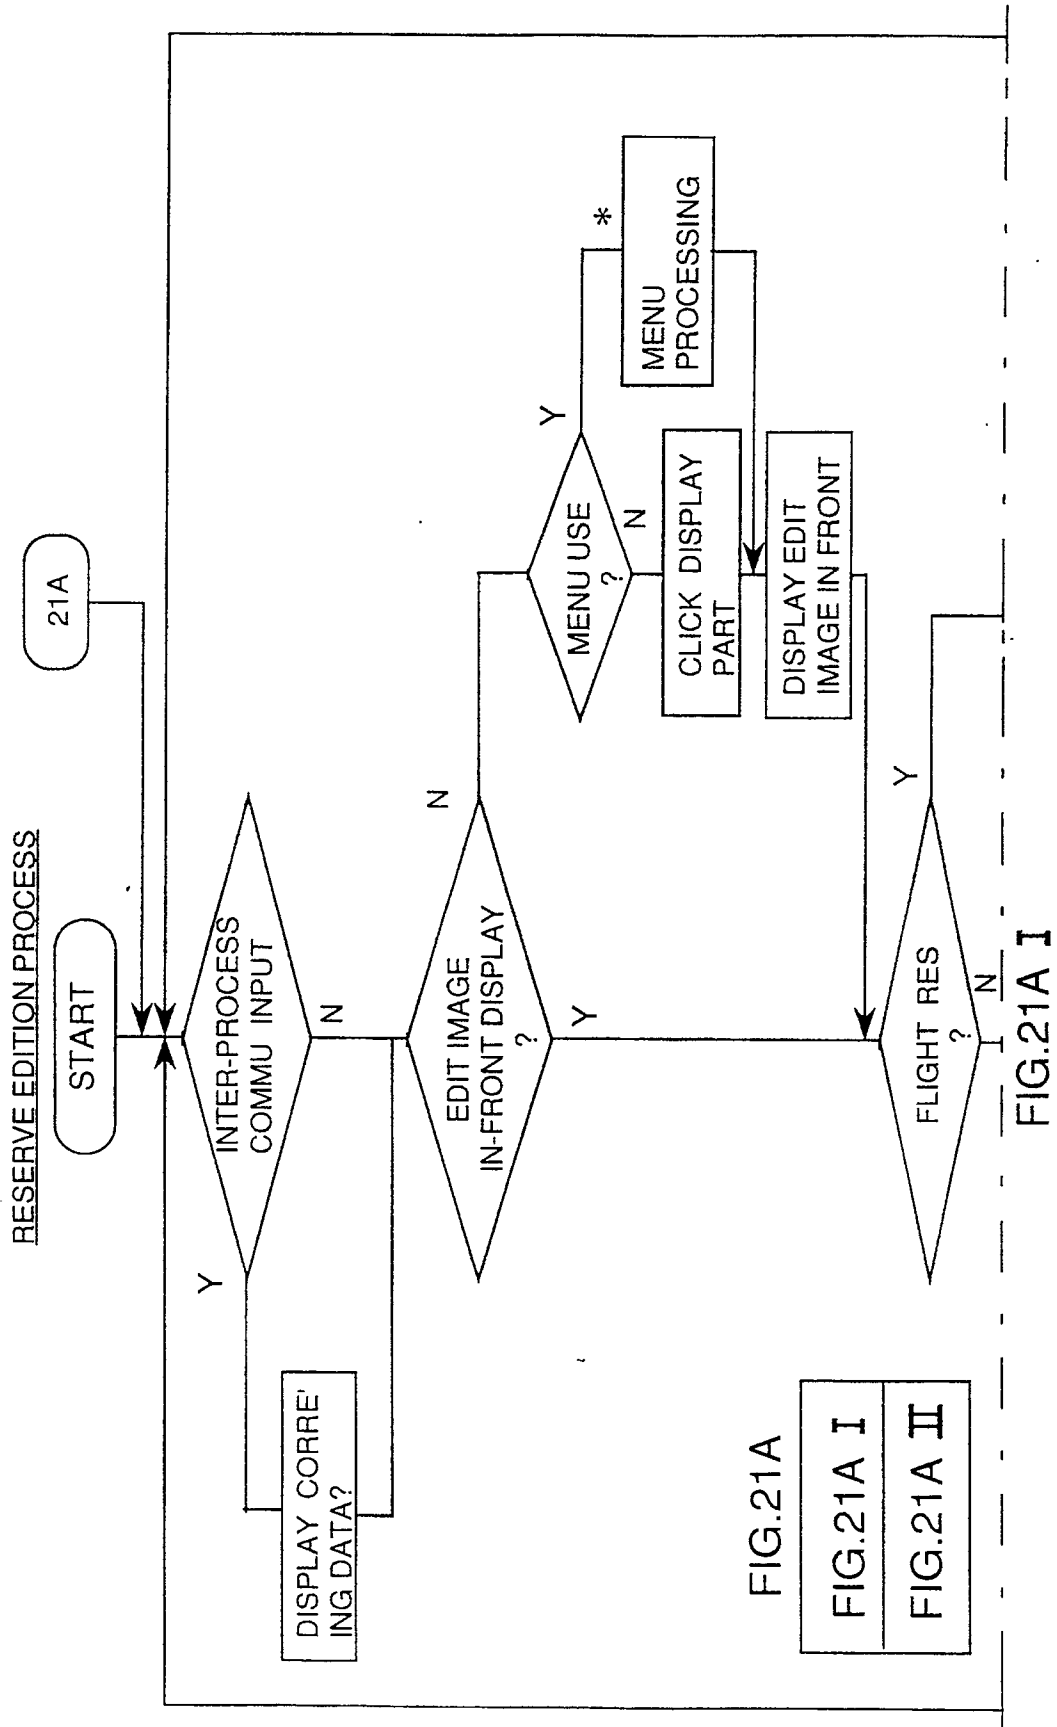 RESERVE EDITION PROCESS
START
21A
INTER-PROCESS
COMMU INPUT
Y
N
DISPLAY CORRE'
ING DATA?
EDIT IMAGE
IN-FRONT DISPLAY
?
N
Y
MENU USE
?
Y
N
*
MENU
PROCESSING
CLICK DISPLAY
PART
DISPLAY EDIT
IMAGE IN FRONT
FLIGHT RES
?
Y
N
FIG.21A
FIG.21A I
FIG.21A II
FIG.21A I